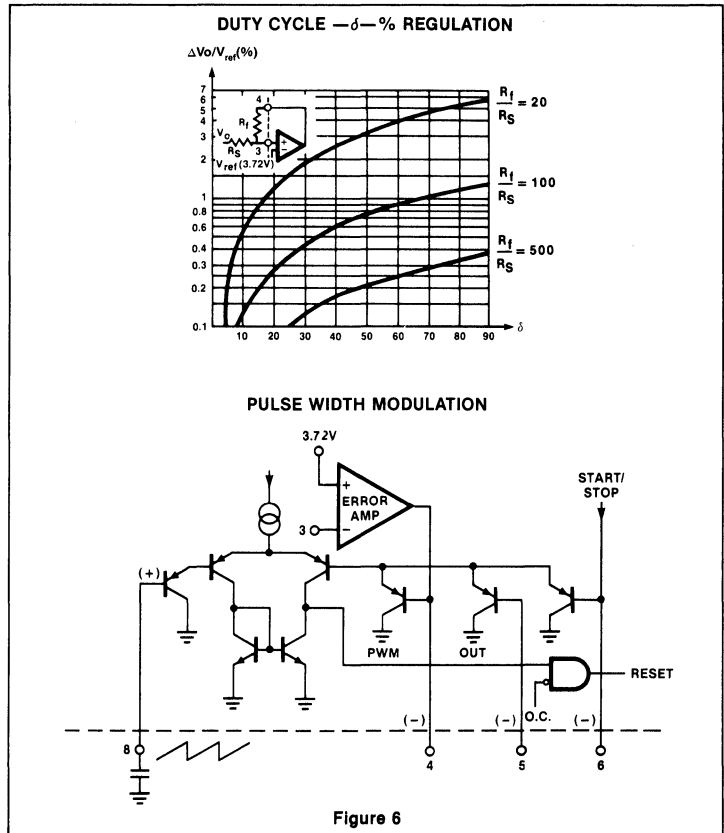 DUTY CYCLE —δ—% REGULATION
ΔVo/Vref(%)
7
6
5
4
3
2
1
0.8
0.6
0.4
0.3
0.2
0.1
4
Rf
Vo
RS
3
+
−
Vref (3.72V)
Rf/RS = 20
Rf/RS = 100
Rf/RS = 500
10 20 30 40 50 60 70 80 90 δ
PULSE WIDTH MODULATION
3.72V
+
ERROR
AMP
3 −
START/
STOP
(+)
PWM
OUT
RESET
O.C.
(−) (−) (−)
8 4 5 6
Figure 6